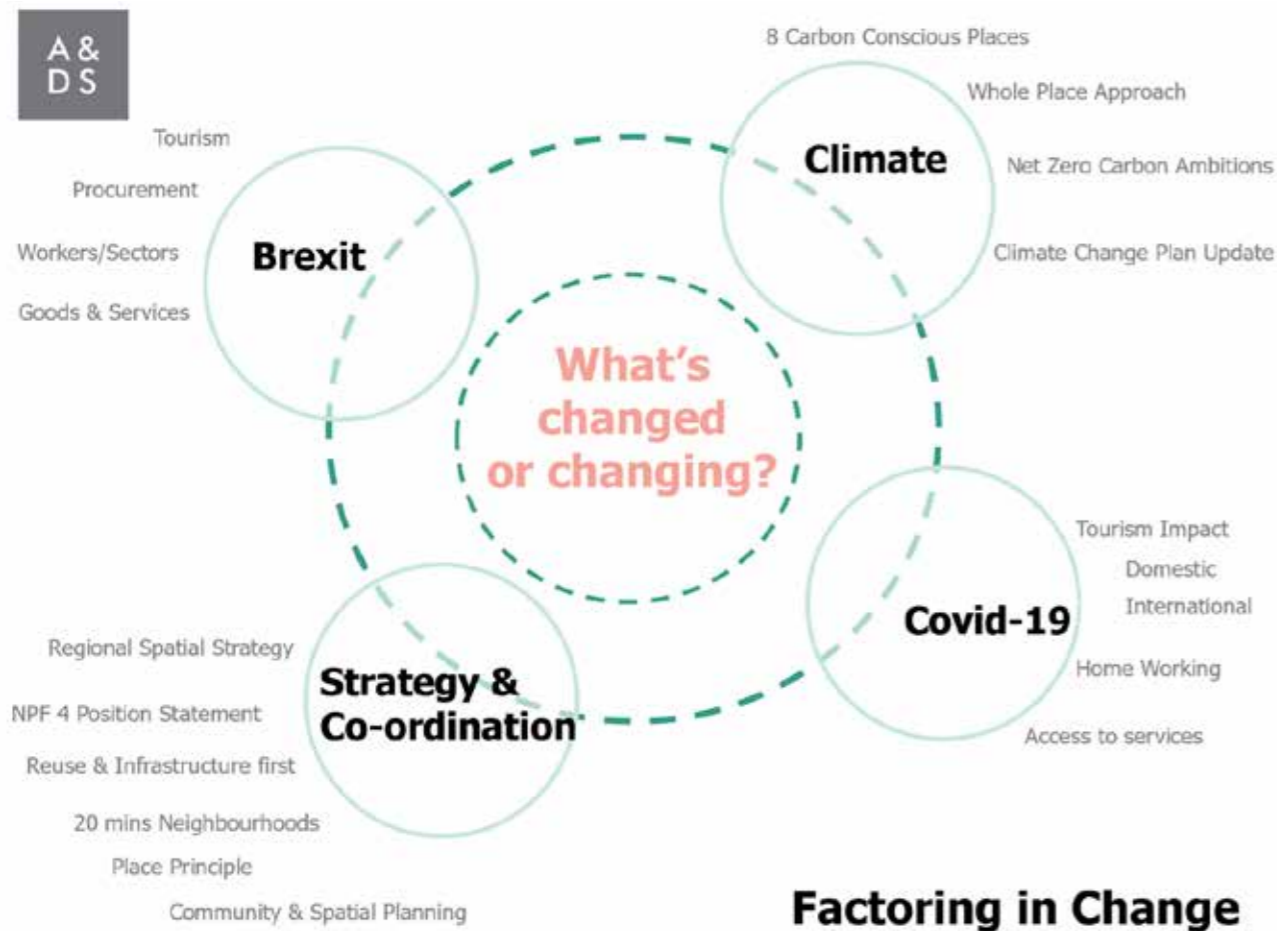 A &
D S
8 Carbon Conscious Places
Whole Place Approach
Climate
Net Zero Carbon Ambitions
Climate Change Plan Update
Tourism
Procurement
Brexit
Workers/Sectors
Goods & Services
What's
changed
or changing?
Tourism Impact
Domestic
International
Covid-19
Home Working
Access to services
Regional Spatial Strategy
Strategy &
Co-ordination
NPF 4 Position Statement
Reuse & Infrastructure first
20 mins Neighbourhoods
Place Principle
Community & Spatial Planning
Factoring in Change